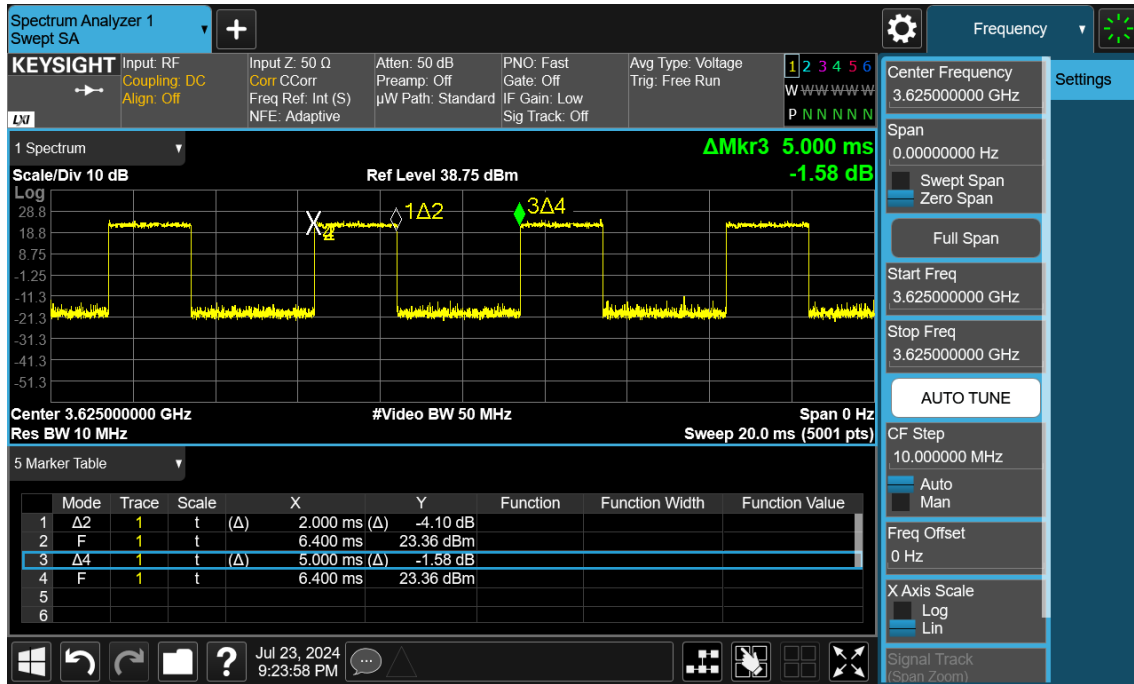 Spectrum Analyzer 1
Swept SA
+
Frequency
KEYSIGHT
LXI
Input: RF
Coupling: DC
Align: Off
Input Z: 50 Ω
Corr CCorr
Freq Ref: Int (S)
NFE: Adaptive
Atten: 50 dB
Preamp: Off
µW Path: Standard
PNO: Fast
Gate: Off
IF Gain: Low
Sig Track: Off
Avg Type: Voltage
Trig: Free Run
1 2 3 4 5 6
W W W W W W
P N N N N N
1 Spectrum
ΔMkr3 5.000 ms
-1.58 dB
Scale/Div 10 dB
Ref Level 38.75 dBm
Log
28.8
18.8
8.75
-1.25
-11.3
-21.3
-31.3
-41.3
-51.3
X
1Δ2
3Δ4
Center 3.625000000 GHz
#Video BW 50 MHz
Span 0 Hz
Res BW 10 MHz
Sweep 20.0 ms (5001 pts)
5 Marker Table
Mode Trace Scale X Y Function Function Width Function Value
1 Δ2 1 t (Δ) 2.000 ms (Δ) -4.10 dB
2 F 1 t 6.400 ms 23.36 dBm
3 Δ4 1 t (Δ) 5.000 ms (Δ) -1.58 dB
4 F 1 t 6.400 ms 23.36 dBm
5
6
?
Jul 23, 2024
9:23:58 PM
Center Frequency
3.625000000 GHz
Span
0.00000000 Hz
Swept Span
Zero Span
Full Span
Start Freq
3.625000000 GHz
Stop Freq
3.625000000 GHz
AUTO TUNE
CF Step
10.000000 MHz
Auto
Man
Freq Offset
0 Hz
X Axis Scale
Log
Lin
Signal Track
(Span Zoom)
Settings